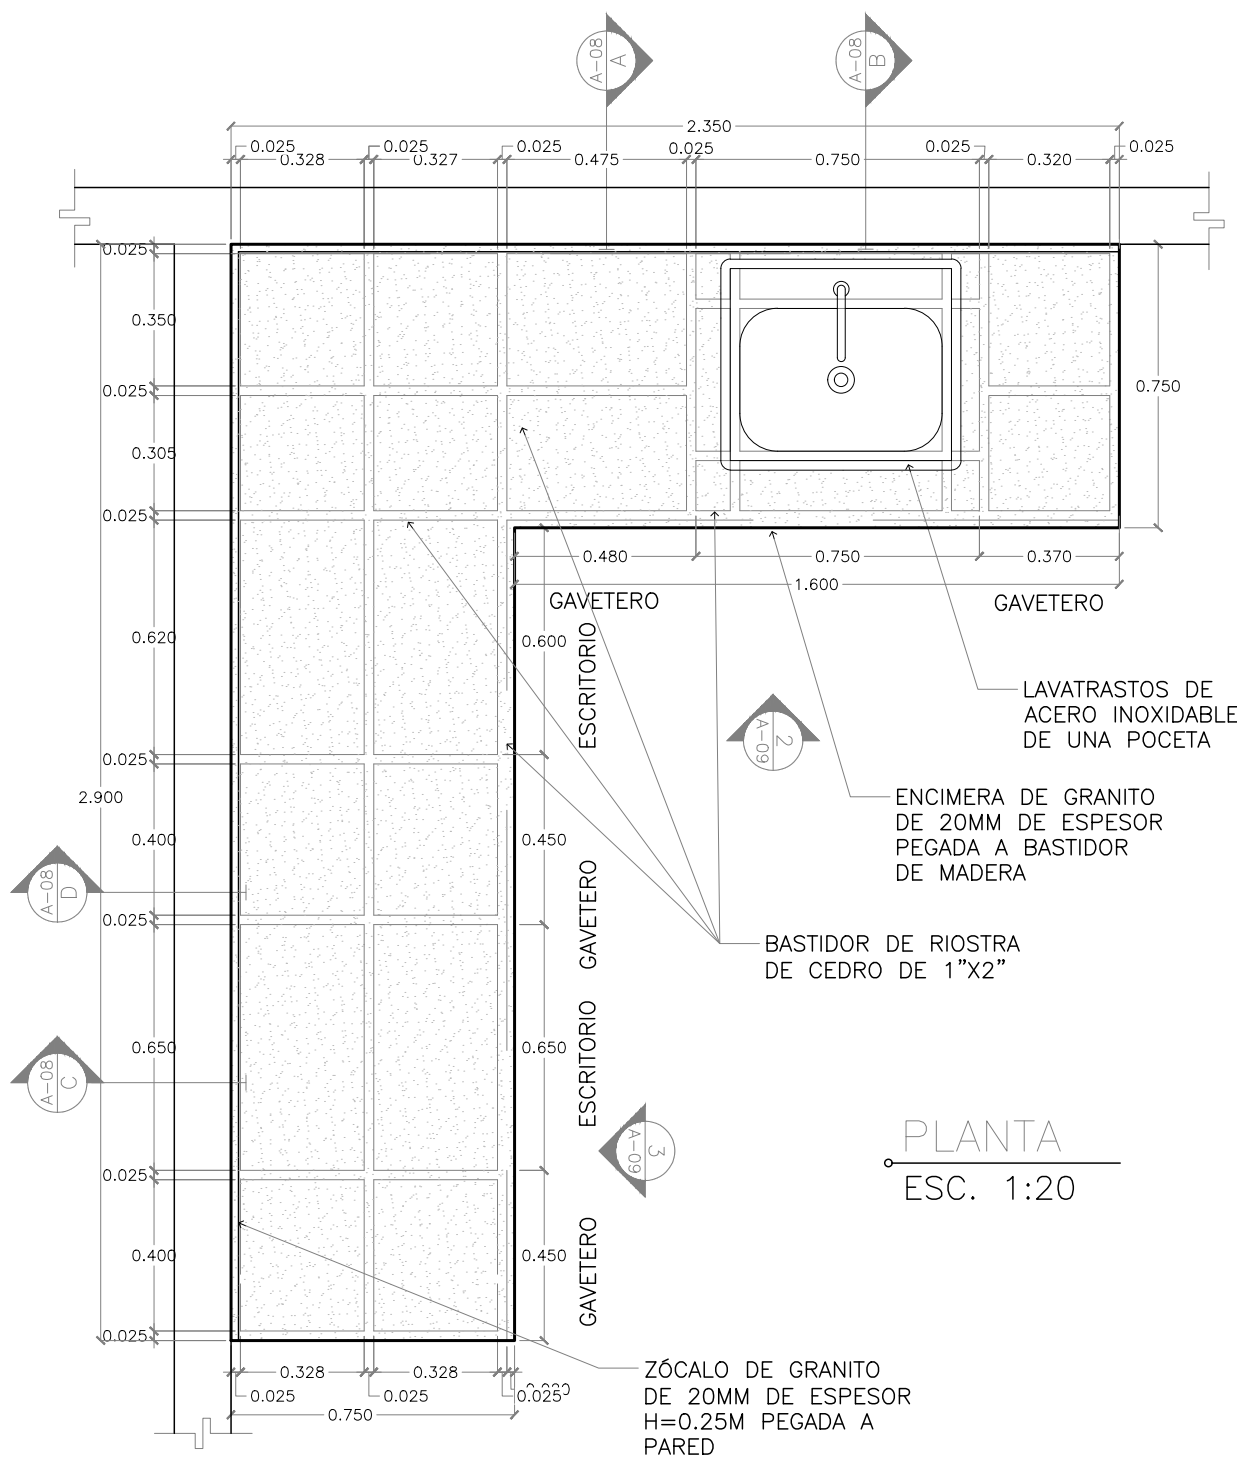 A-08
A
A-08
B
2.350
0.025
0.025
0.025
0.025
0.025
0.025
0.328
0.327
0.475
0.750
0.320
0.025
0.350
0.025
0.305
0.025
0.620
0.025
2.900
0.400
0.025
0.650
0.025
0.400
0.025
0.750
0.480
0.750
0.370
1.600
GAVETERO
GAVETERO
0.600
ESCRITORIO
0.450
GAVETERO
0.650
ESCRITORIO
0.450
GAVETERO
2
A-09
3
A-09
A-08
D
A-08
C
LAVATRASTOS DE
ACERO INOXIDABLE
DE UNA POCETA
ENCIMERA DE GRANITO
DE 20MM DE ESPESOR
PEGADA A BASTIDOR
DE MADERA
BASTIDOR DE RIOSTRA
DE CEDRO DE 1”X2”
PLANTA
ESC. 1:20
0.328
0.328
0.025
0.025
0.025
0.750
ZÓCALO DE GRANITO
DE 20MM DE ESPESOR
H=0.25M PEGADA A
PARED